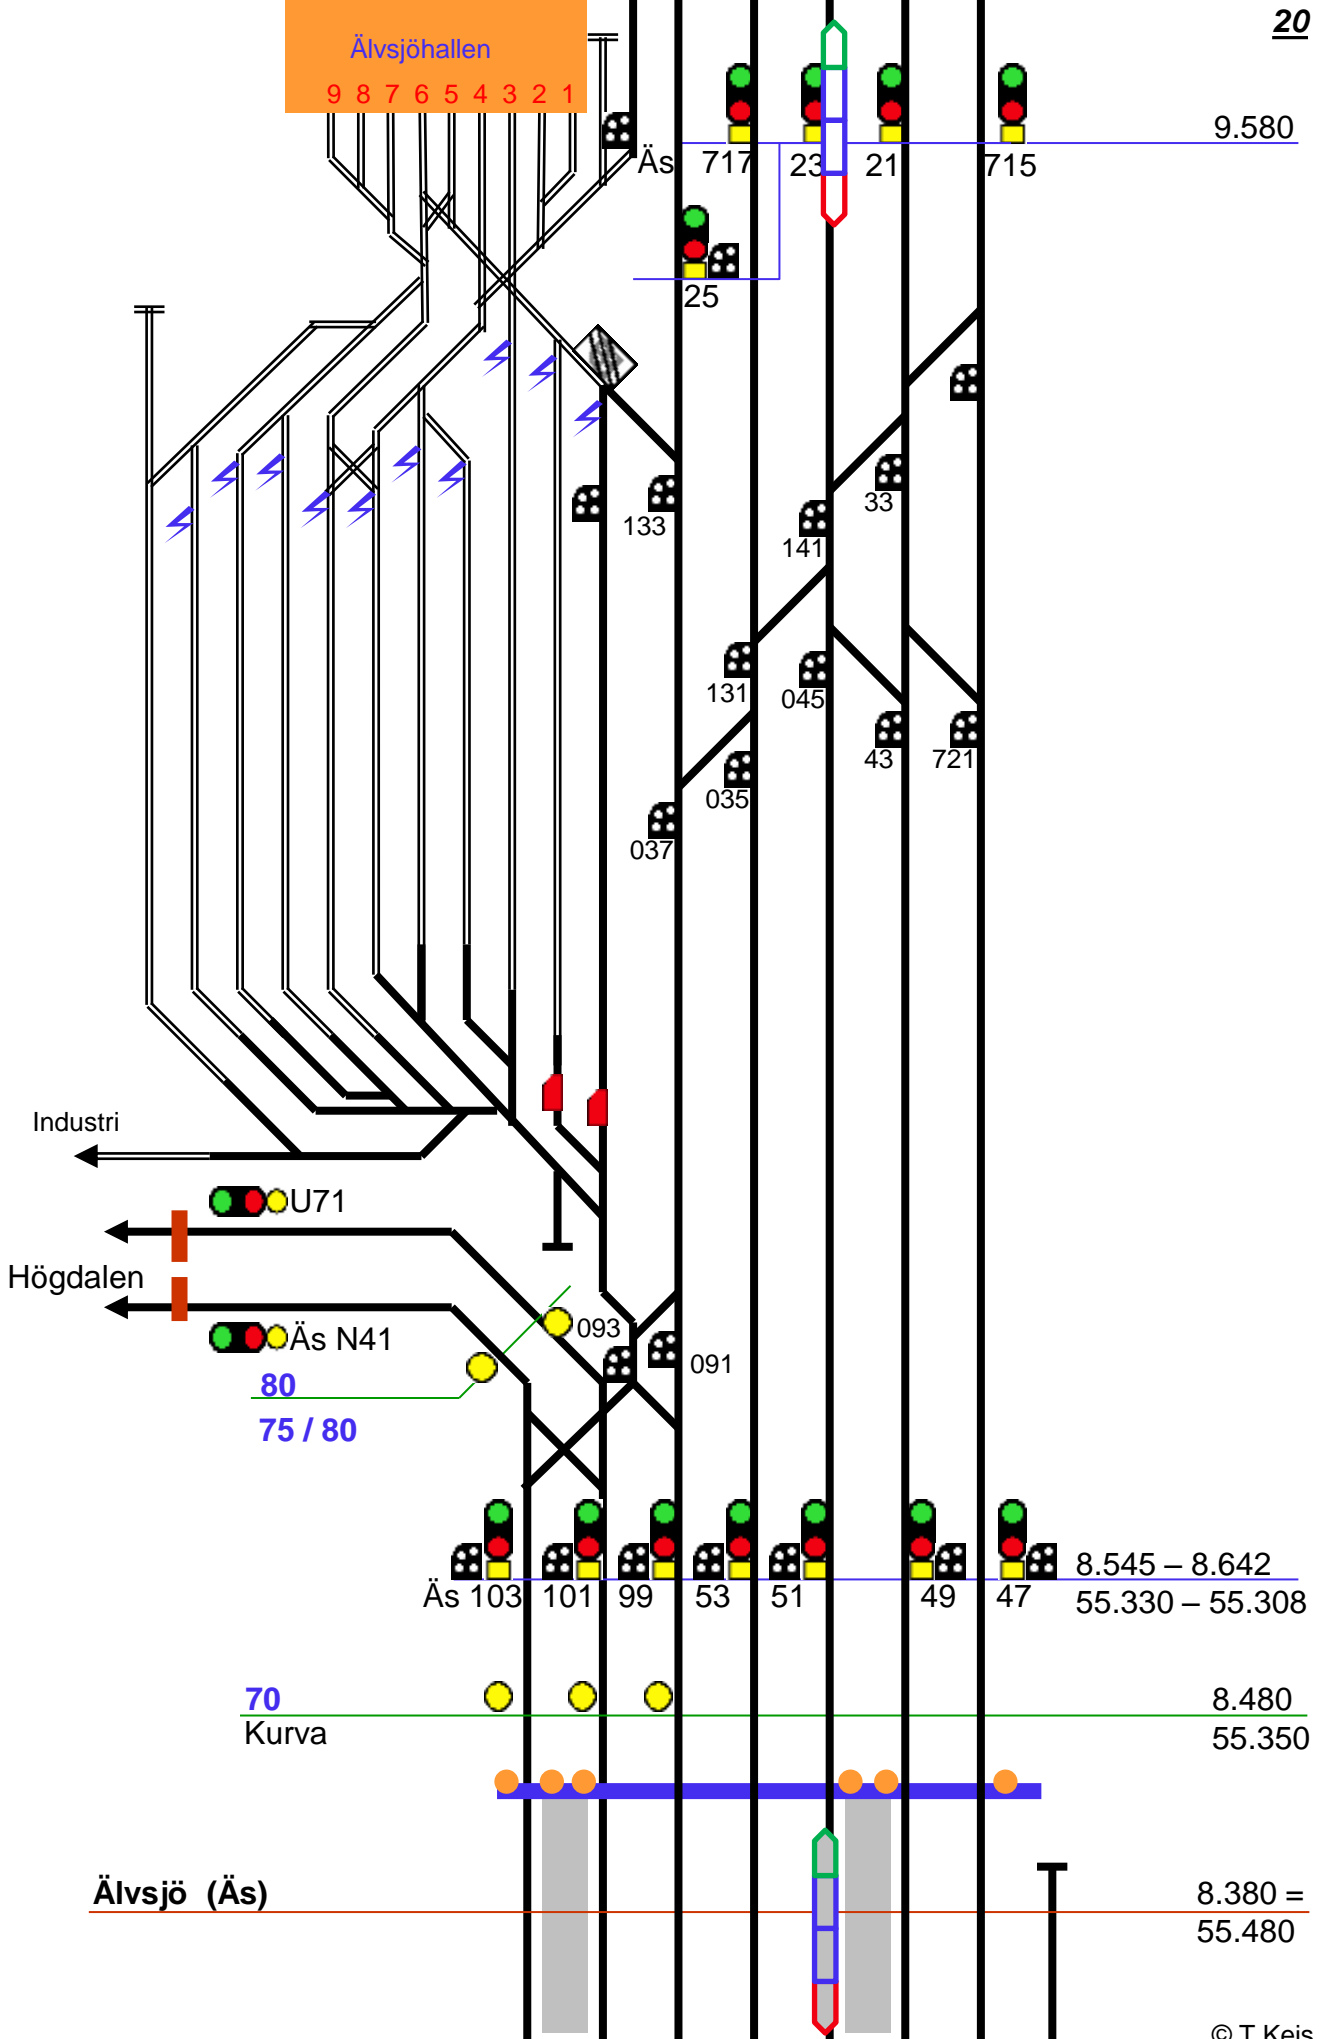 20
Älvsjöhallen
9 8 7 6 5 4 3 2 1
9.580
Äs 717 23 21 715
25
133
33
141
131
045
43
721
035
037
Industri
U71
Högdalen
093
Äs N41
091
80
75 / 80
8.545 – 8.642
Äs 103 101 99 53 51 49 47
55.330 – 55.308
70
8.480
Kurva
55.350
Älvsjö (Äs)
8.380 =
55.480
© T Keis